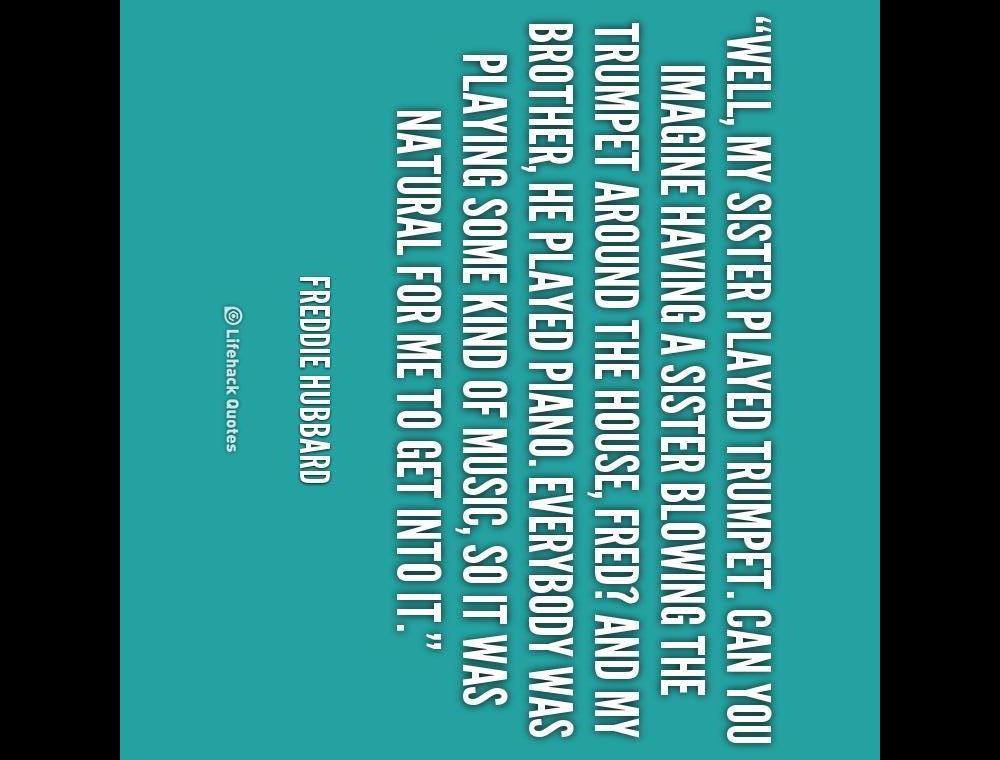 “WELL, MY SISTER PLAYED TRUMPET. CAN YOU
IMAGINE HAVING A SISTER BLOWING THE
TRUMPET AROUND THE HOUSE, FRED? AND MY
BROTHER, HE PLAYED PIANO. EVERYBODY WAS
PLAYING SOME KIND OF MUSIC, SO IT WAS
NATURAL FOR ME TO GET INTO IT.”
FREDDIE HUBBARD
Lifehack Quotes